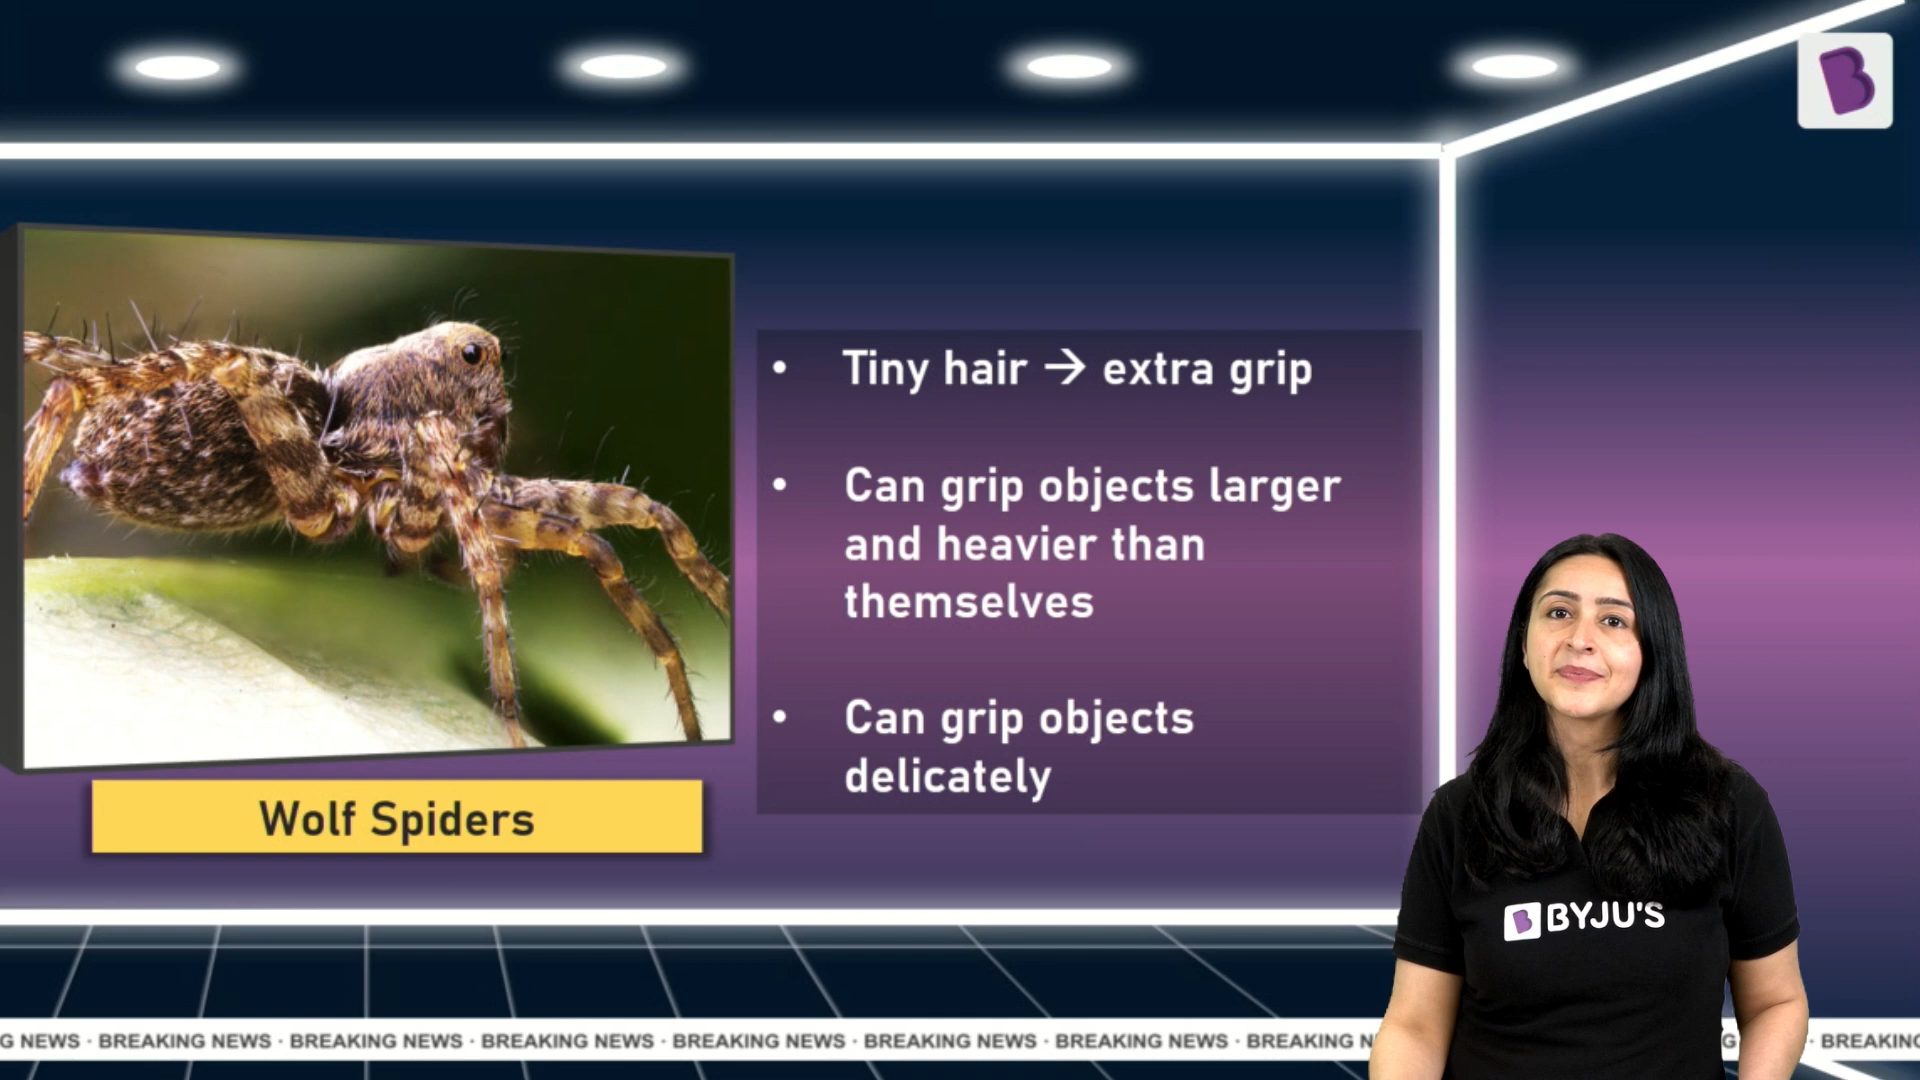 • Tiny hair → extra grip
• Can grip objects larger
and heavier than
themselves
• Can grip objects
delicately
Wolf Spiders
BYJU'S
G NEWS · BREAKING NEWS · BREAKING NEWS · BREAKING NEWS · BREAKING NEWS · BREAKING NEWS · BREAKING NEWS · BREAKING N G · BREAKING